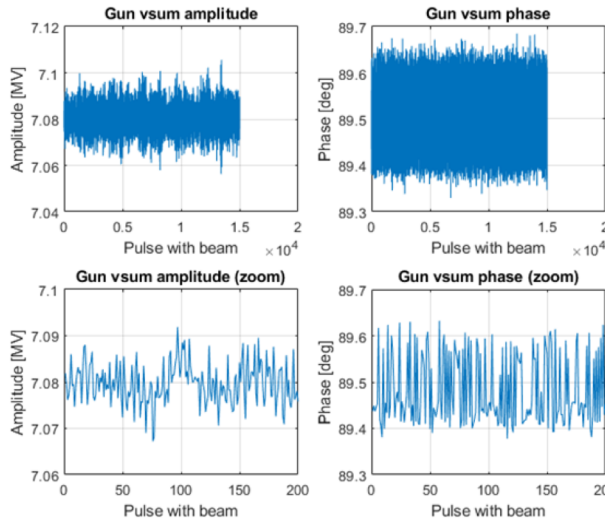 Gun vsum amplitude
Amplitude [MV]
7.12
7.1
7.08
7.06
7.04
0 0.5 1 1.5 2
Pulse with beam
×10⁴
Gun vsum phase
Phase [deg]
89.7
89.6
89.5
89.4
89.3
0 0.5 1 1.5 2
Pulse with beam
×10⁴
Gun vsum amplitude (zoom)
Amplitude [MV]
7.1
7.09
7.08
7.07
7.06
0 50 100 150 200
Pulse with beam
Gun vsum phase (zoom)
Phase [deg]
89.7
89.6
89.5
89.4
89.3
0 50 100 150 200
Pulse with beam